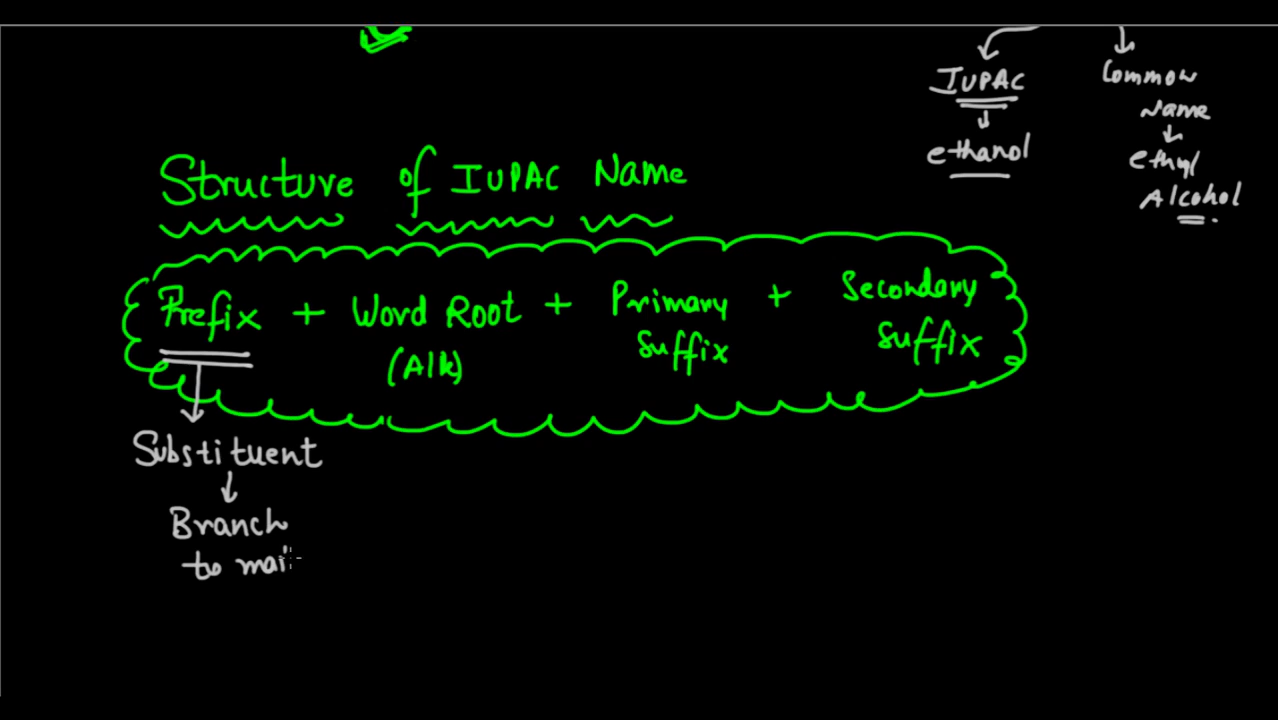 IUPAC
ethanol
Common
Name
ethyl
Alcohol
Structure of IUPAC Name
Prefix + Word Root + Primary + Secondary
(Alk) Suffix Suffix
Substituent
Branch
to mai